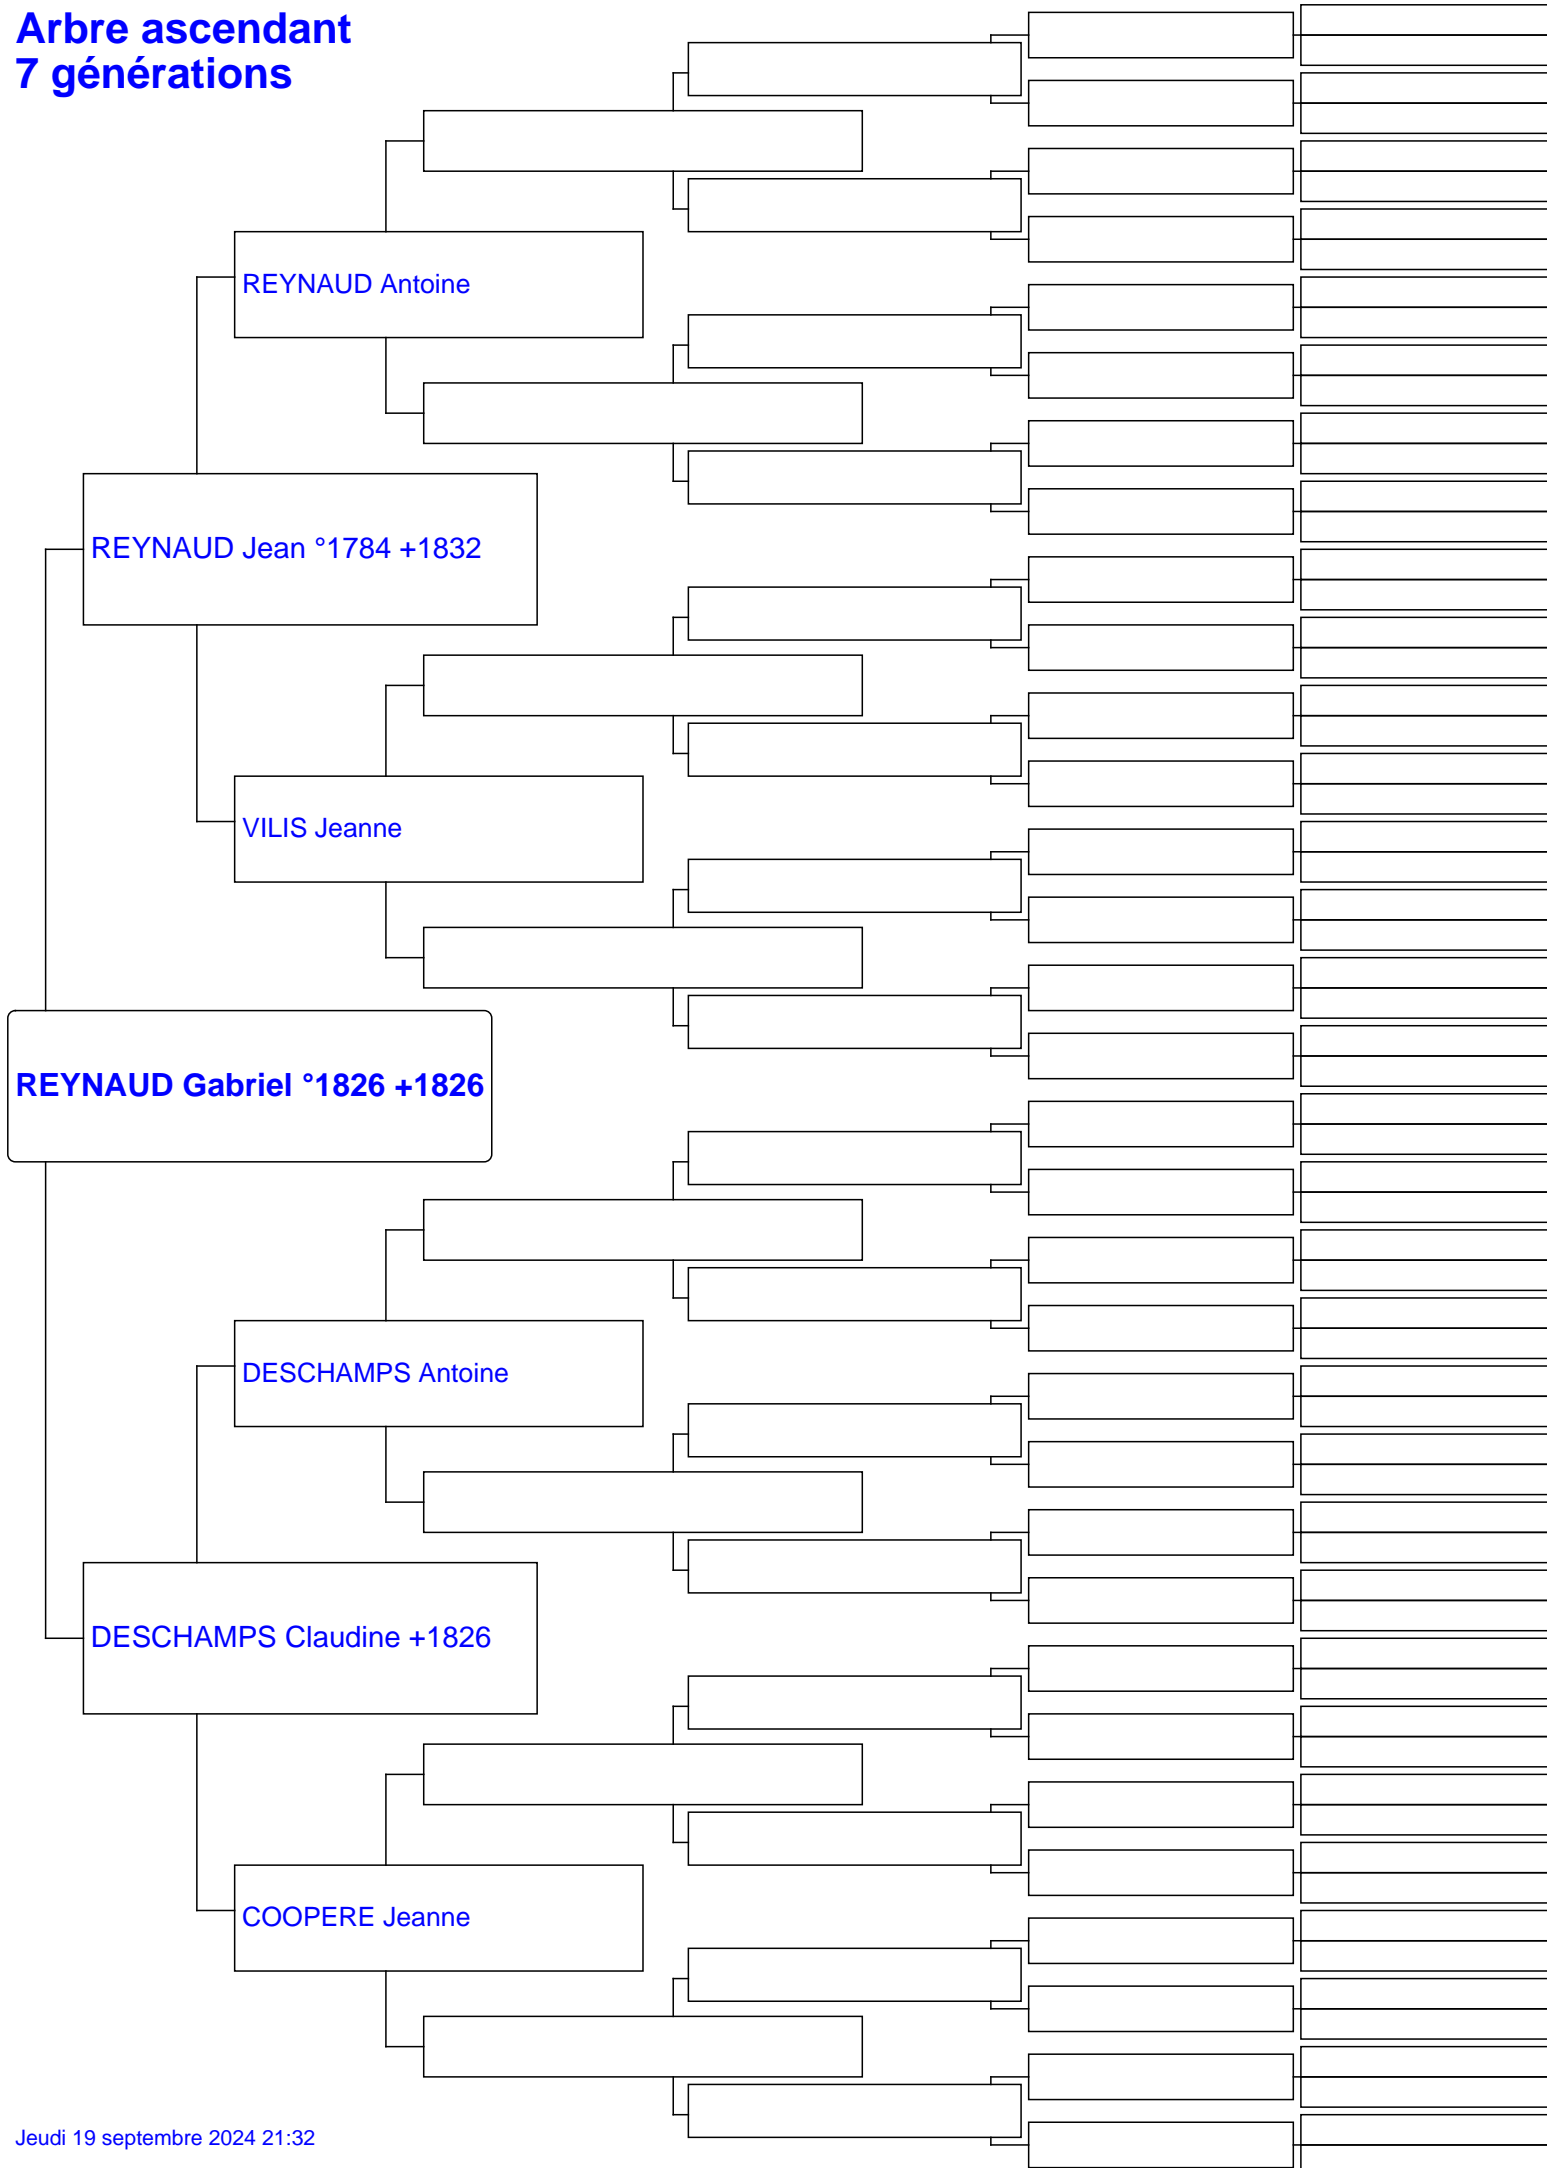 Arbre ascendant
7 générations
REYNAUD Antoine
REYNAUD Jean °1784 +1832
VILIS Jeanne
REYNAUD Gabriel °1826 +1826
DESCHAMPS Antoine
DESCHAMPS Claudine +1826
COOPERE Jeanne
Jeudi 19 septembre 2024 21:32